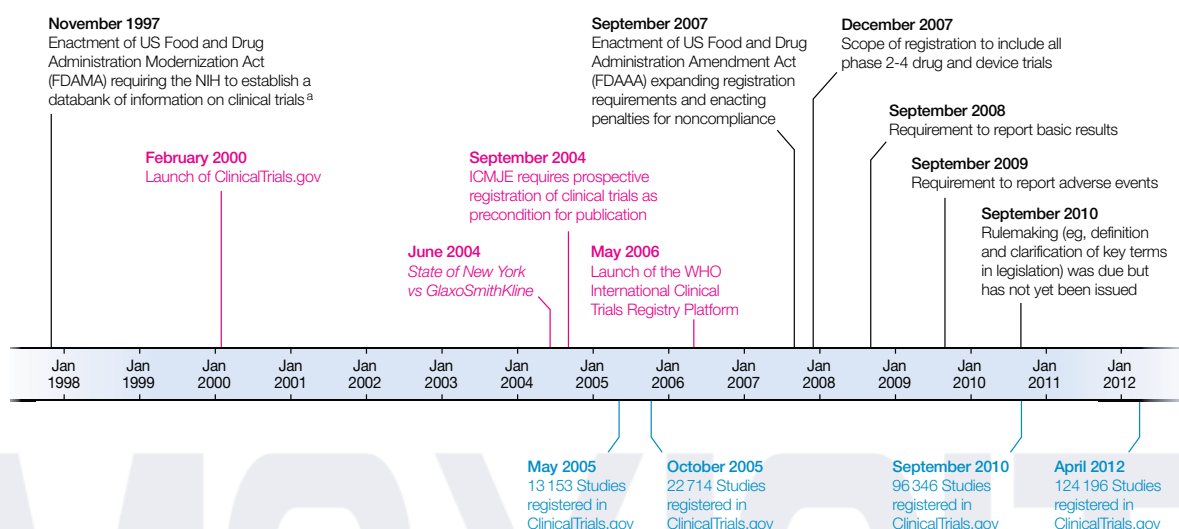 November 1997
Enactment of US Food and Drug
Administration Modernization Act
(FDAMA) requiring the NIH to establish a
databank of information on clinical trials a
February 2000
Launch of ClinicalTrials.gov
June 2004
State of New York
vs GlaxoSmithKline
September 2004
ICMJE requires prospective
registration of clinical trials as
precondition for publication
May 2006
Launch of the WHO
International Clinical
Trials Registry Platform
September 2007
Enactment of US Food and Drug
Administration Amendment Act
(FDAAA) expanding registration
requirements and enacting
penalties for noncompliance
December 2007
Scope of registration to include all
phase 2-4 drug and device trials
September 2008
Requirement to report basic results
September 2009
Requirement to report adverse events
September 2010
Rulemaking (eg, definition
and clarification of key terms
in legislation) was due but
has not yet been issued
Jan Jan Jan Jan Jan Jan Jan Jan Jan Jan Jan Jan Jan Jan Jan
1998 1999 2000 2001 2002 2003 2004 2005 2006 2007 2008 2009 2010 2011 2012
May 2005
13 153 Studies
registered in
ClinicalTrials.gov
October 2005
22 714 Studies
registered in
ClinicalTrials.gov
September 2010
96 346 Studies
registered in
ClinicalTrials.gov
April 2012
124 196 Studies
registered in
ClinicalTrials.gov